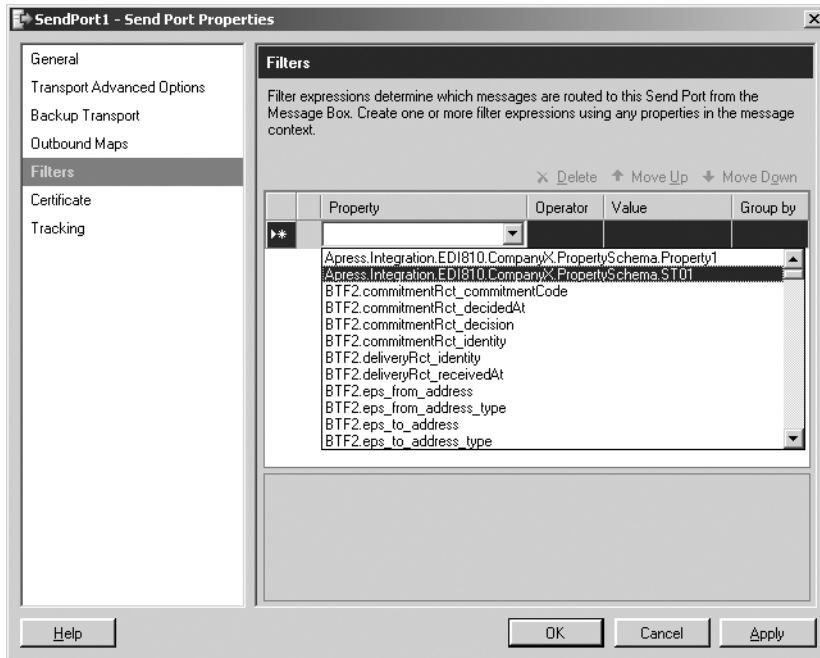 SendPort1 - Send Port Properties
General
Transport Advanced Options
Backup Transport
Outbound Maps
Filters
Certificate
Tracking
Filters
Filter expressions determine which messages are routed to this Send Port from the
Message Box. Create one or more filter expressions using any properties in the message
context.
Delete Move Up Move Down
Property Operator Value Group by
Apress.Integration.EDI810.CompanyX.PropertySchema.Property1
Apress.Integration.EDI810.CompanyX.PropertySchema.ST01
BTF2.commitmentRct_commitmentCode
BTF2.commitmentRct_decidedAt
BTF2.commitmentRct_decision
BTF2.commitmentRct_identity
BTF2.deliveryRct_identity
BTF2.deliveryRct_receivedAt
BTF2.eps_from_address
BTF2.eps_from_address_type
BTF2.eps_to_address
BTF2.eps_to_address_type
Help OK Cancel Apply